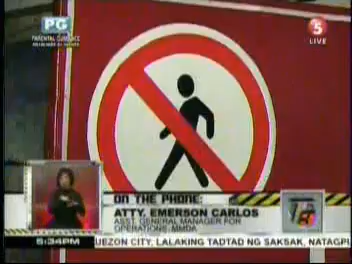 PG
PARENTAL GUIDANCE
5
LIVE
ON THE PHONE:
ATTY. EMERSON CARLOS
ASST. GENERAL MANAGER FOR
OPERATIONS, MMDA
5:34PM
UEZON CITY, LALAKING TADTAD NG SAKSAK, NATAGP